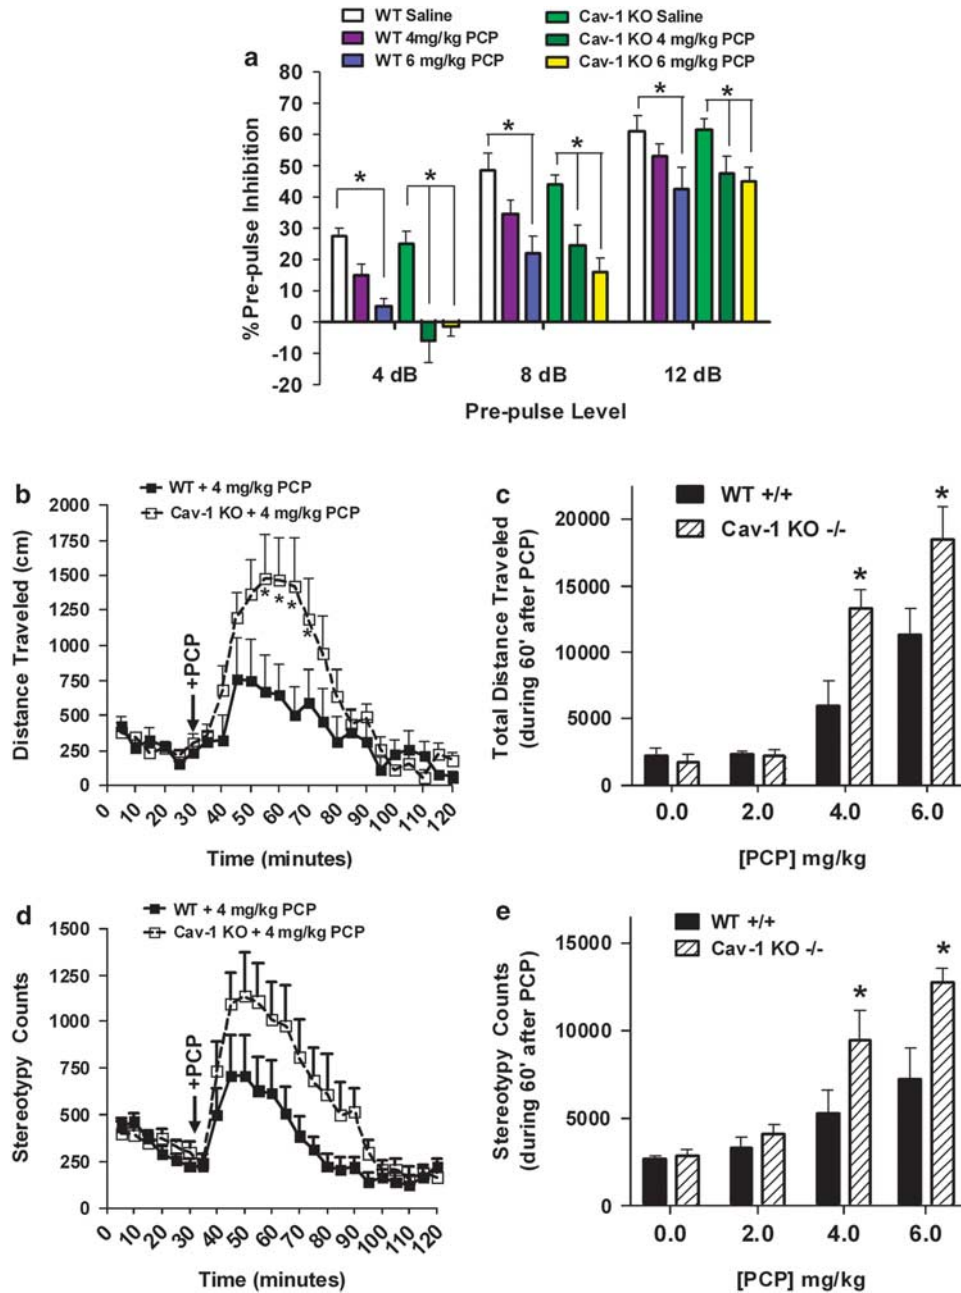 WT Saline
WT 4mg/kg PCP
WT 6 mg/kg PCP
Cav-1 KO Saline
Cav-1 KO 4 mg/kg PCP
Cav-1 KO 6 mg/kg PCP
a
80
70
60
50
40
30
20
10
0
-10
-20
% Pre-pulse Inhibition
* * * * * *
4 dB 8 dB 12 dB
Pre-pulse Level
b
WT + 4 mg/kg PCP
Cav-1 KO + 4 mg/kg PCP
2000
1750
1500
1250
1000
750
500
250
0
Distance Traveled (cm)
+PCP
* * * *
0 10 20 30 40 50 60 70 80 90 100 110 120
Time (minutes)
c
WT +/+
Cav-1 KO -/-
20000
15000
10000
5000
0
Total Distance Traveled
(during 60' after PCP)
* *
0.0 2.0 4.0 6.0
[PCP] mg/kg
d
WT + 4 mg/kg PCP
Cav-1 KO + 4 mg/kg PCP
1500
1250
1000
750
500
250
0
Stereotypy Counts
+PCP
0 10 20 30 40 50 60 70 80 90 100 110 120
Time (minutes)
e
WT +/+
Cav-1 KO -/-
15000
10000
5000
0
Stereotypy Counts
(during 60' after PCP)
* *
0.0 2.0 4.0 6.0
[PCP] mg/kg